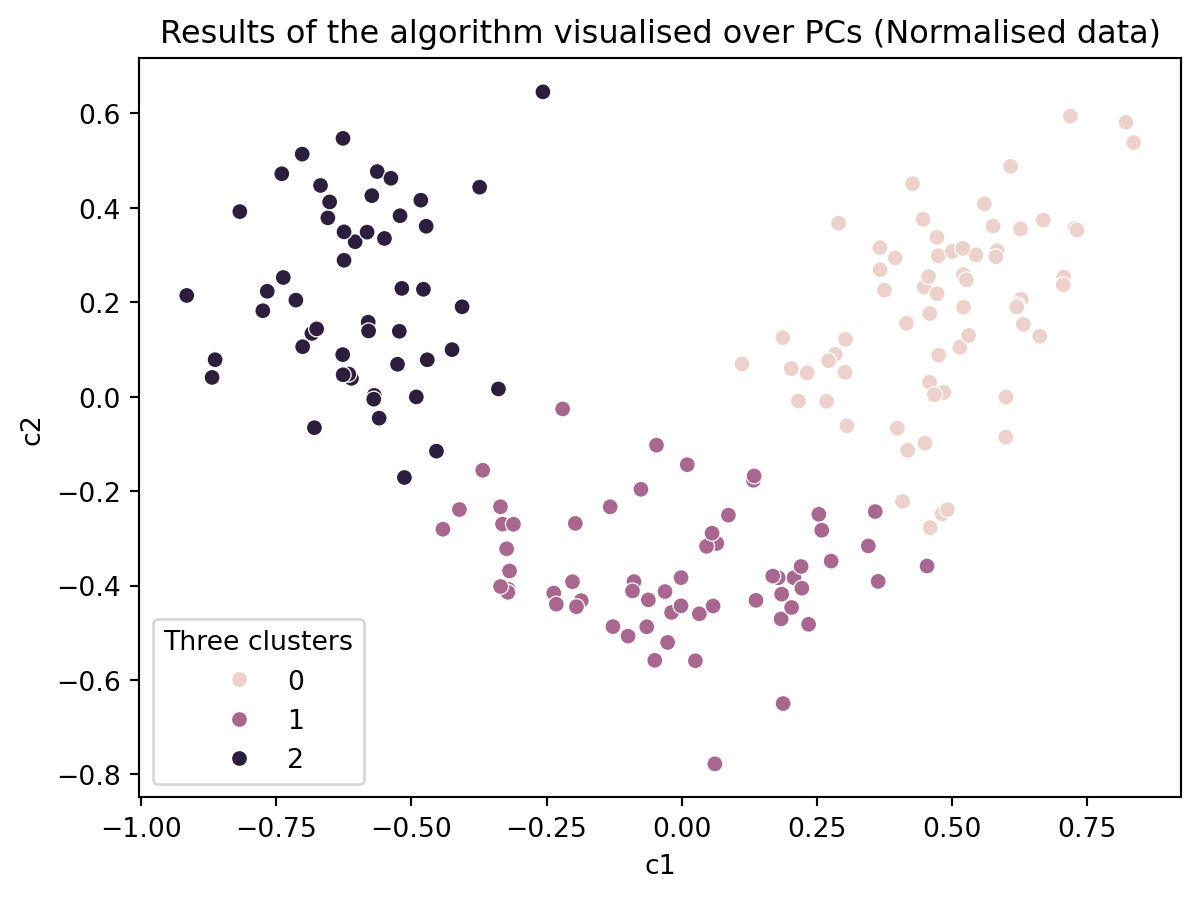 Results of the algorithm visualised over PCs (Normalised data)
0.6
0.4
0.2
0.0
−0.2
−0.4
−0.6
−0.8
c2
Three clusters
0
1
2
−1.00 −0.75 −0.50 −0.25 0.00 0.25 0.50 0.75
c1